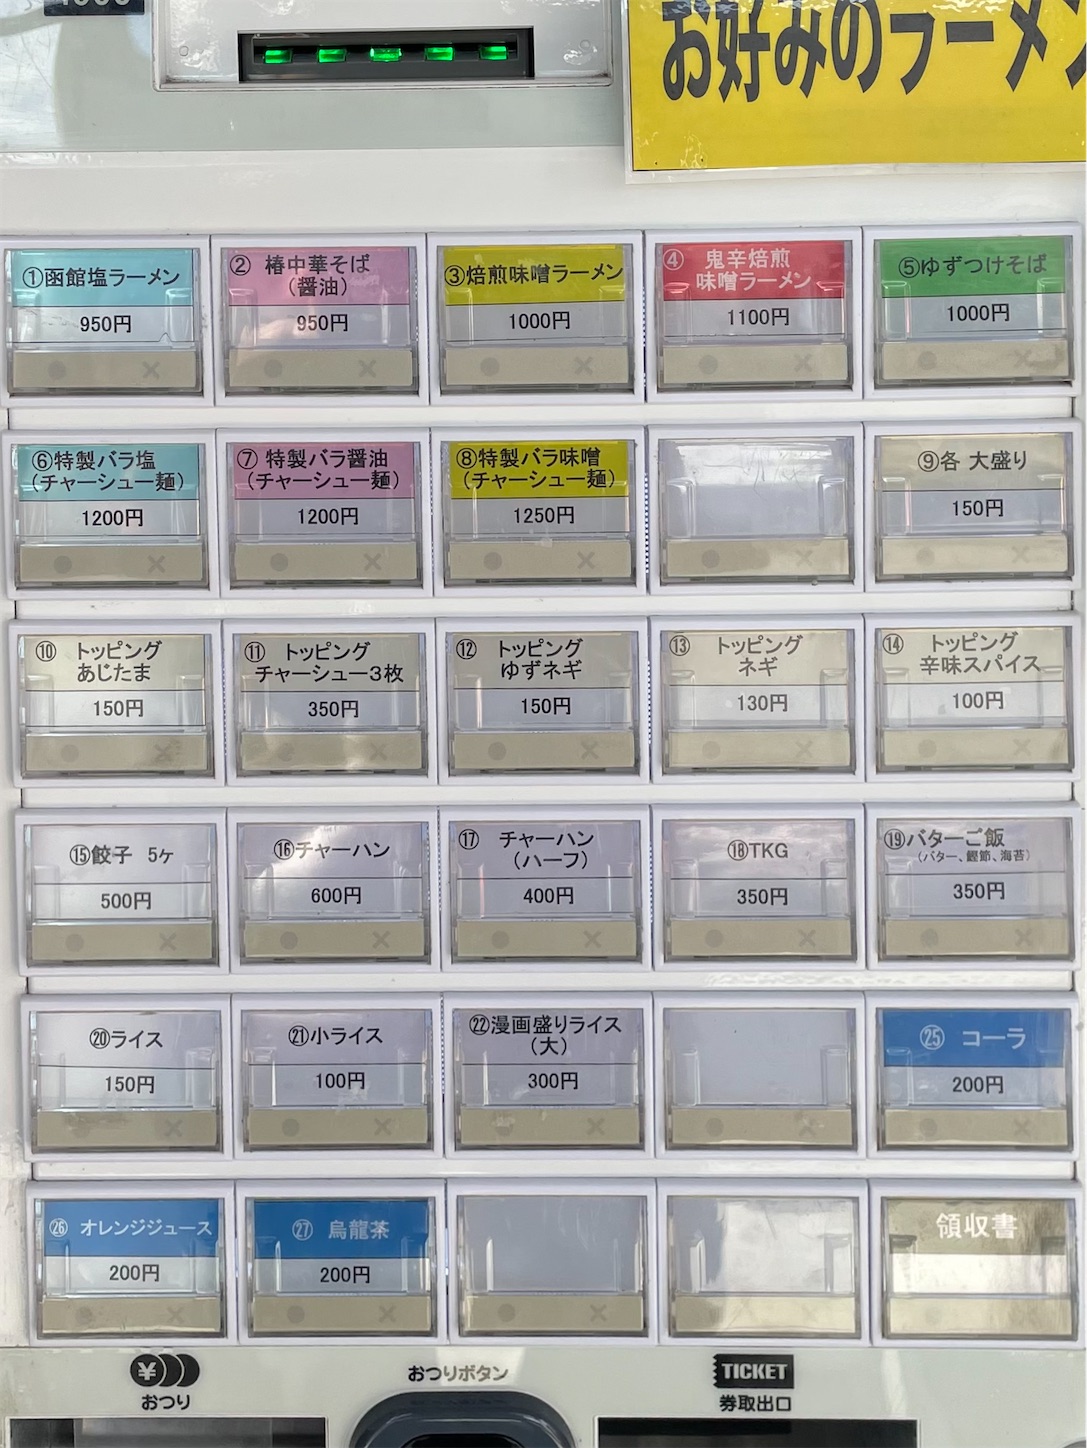 お好みのラーメン
①函館塩ラーメン
950円
② 椿中華そば
（醤油）
950円
③焙煎味噌ラーメン
1000円
④ 鬼辛焙煎
味噌ラーメン
1100円
⑤ゆずつけそば
1000円
⑥特製バラ塩
（チャーシュー麺）
1200円
⑦ 特製バラ醤油
（チャーシュー麺）
1200円
⑧特製バラ味噌
（チャーシュー麺）
1250円
⑨各 大盛り
150円
⑩ トッピング
あじたま
150円
⑪ トッピング
チャーシュー3枚
350円
⑫ トッピング
ゆずネギ
150円
⑬ トッピング
ネギ
130円
⑭ トッピング
辛味スパイス
100円
⑮餃子 5ヶ
500円
⑯チャーハン
600円
⑰ チャーハン
（ハーフ）
400円
⑱TKG
350円
⑲バターご飯
（バター、鰹節、海苔）
350円
⑳ライス
150円
㉑小ライス
100円
㉒漫画盛りライス
（大）
300円
㉕ コーラ
200円
㉖ オレンジジュース
200円
㉗ 烏龍茶
200円
領収書
¥
おつり
おつりボタン
TICKET
券取出口